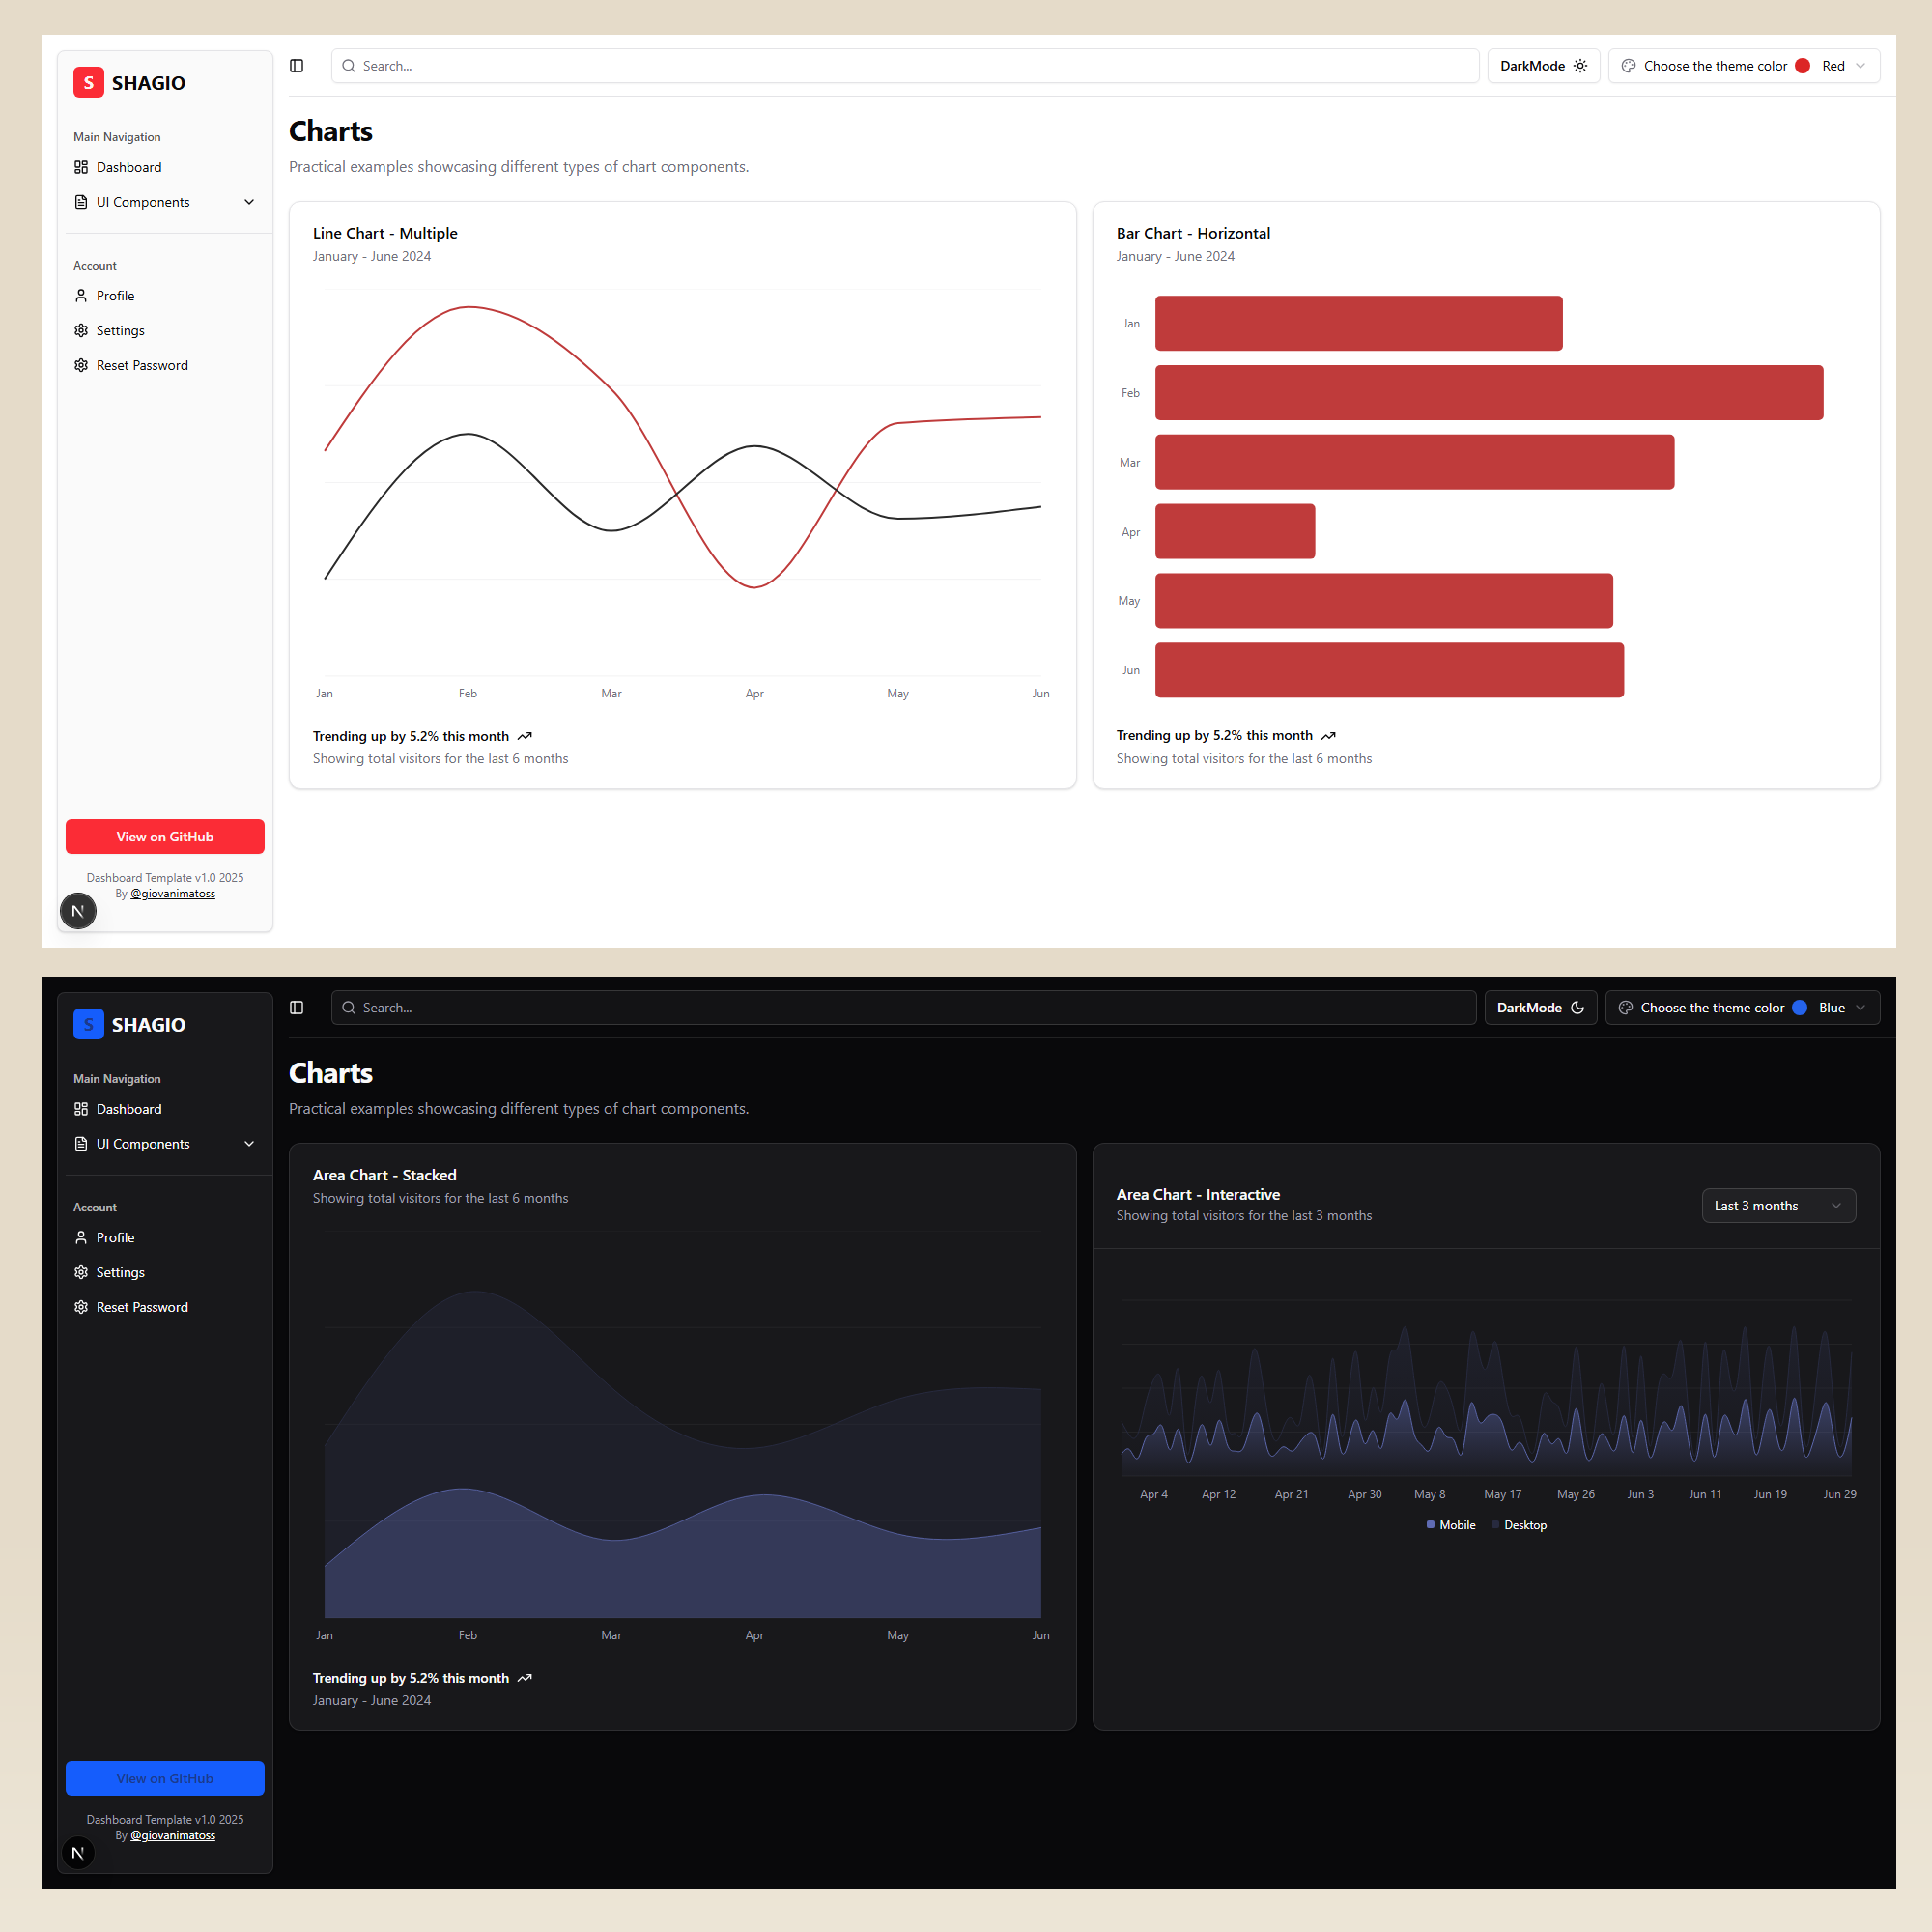 S SHAGIO
Search...
DarkMode
Choose the theme color Red
Main Navigation
Dashboard
UI Components
Account
Profile
Settings
Reset Password
View on GitHub
Dashboard Template v1.0 2025
By @giovanimatoss
N
Charts
Practical examples showcasing different types of chart components.
Line Chart - Multiple
January - June 2024
Jan Feb Mar Apr May Jun
Trending up by 5.2% this month
Showing total visitors for the last 6 months
Bar Chart - Horizontal
January - June 2024
Jan
Feb
Mar
Apr
May
Jun
Trending up by 5.2% this month
Showing total visitors for the last 6 months
S SHAGIO
Search...
DarkMode
Choose the theme color Blue
Main Navigation
Dashboard
UI Components
Account
Profile
Settings
Reset Password
View on GitHub
Dashboard Template v1.0 2025
By @giovanimatoss
N
Charts
Practical examples showcasing different types of chart components.
Area Chart - Stacked
Showing total visitors for the last 6 months
Jan Feb Mar Apr May Jun
Trending up by 5.2% this month
January - June 2024
Area Chart - Interactive
Showing total visitors for the last 3 months
Last 3 months
Apr 4 Apr 12 Apr 21 Apr 30 May 8 May 17 May 26 Jun 3 Jun 11 Jun 19 Jun 29
Mobile Desktop